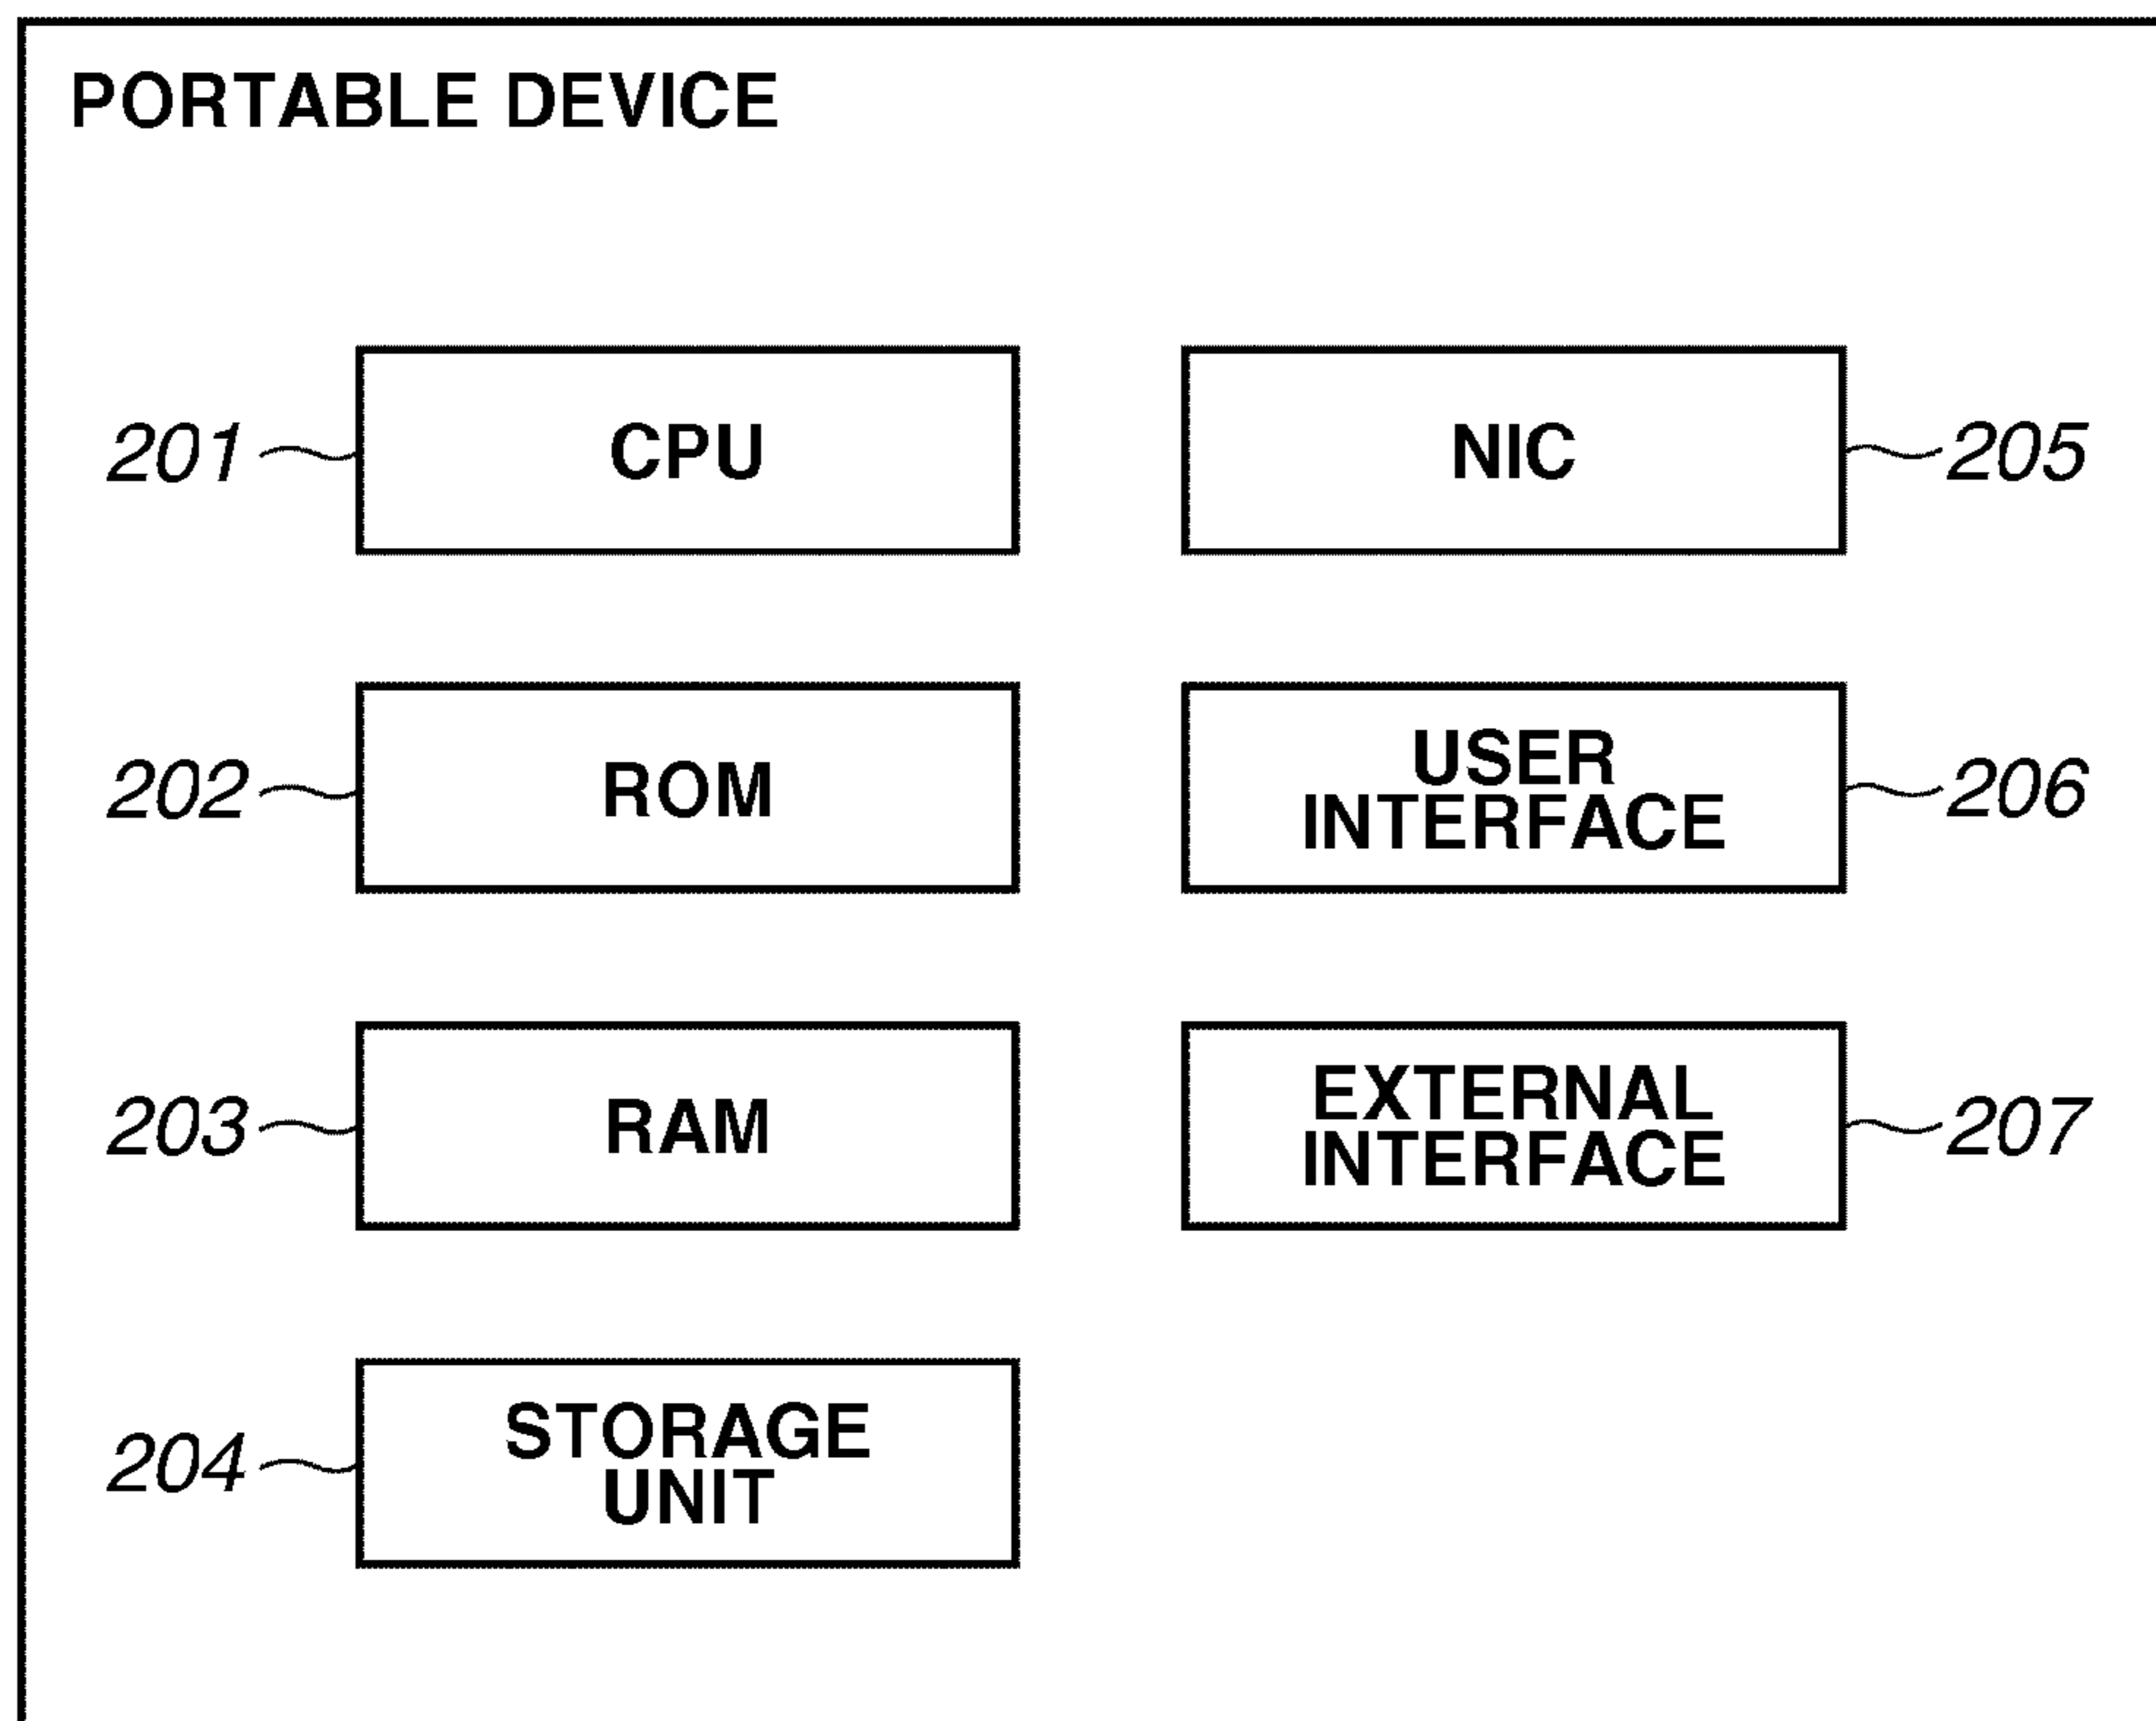 PORTABLE DEVICE
201
CPU
NIC
205
202
ROM
USER
INTERFACE
206
203
RAM
EXTERNAL
INTERFACE
207
204
STORAGE
UNIT